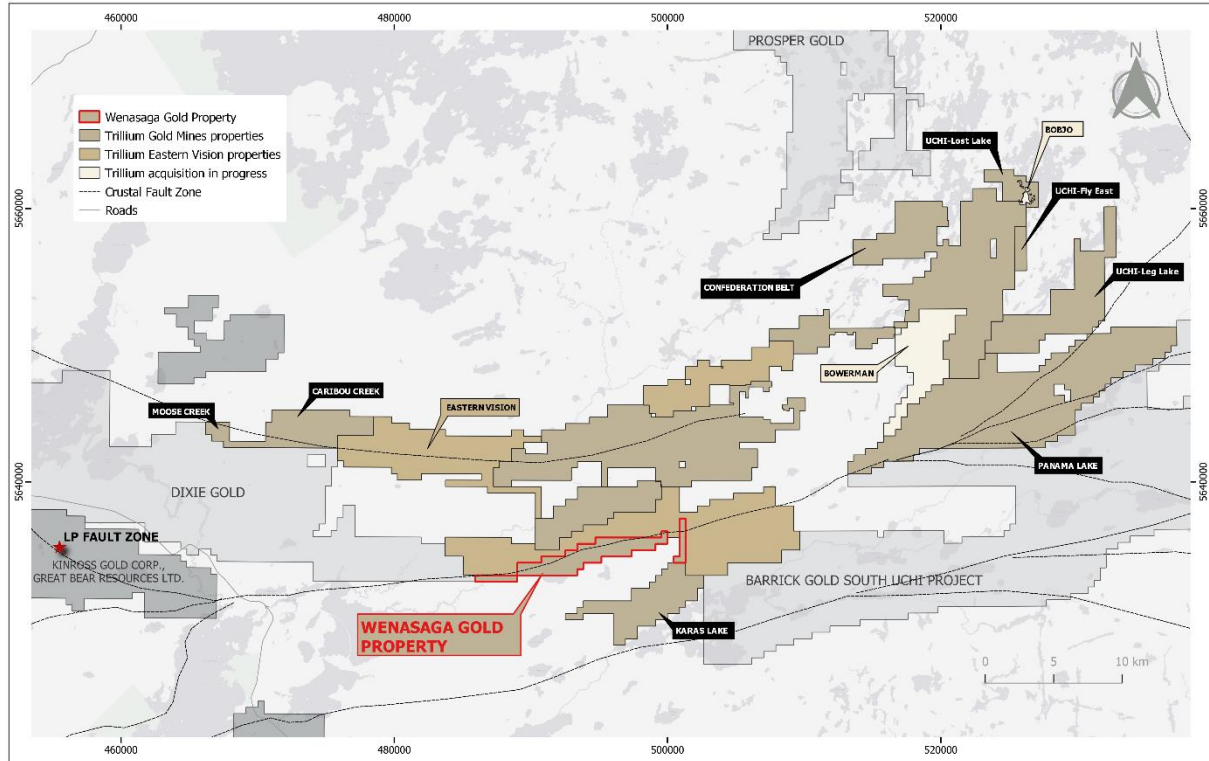 460000
480000
500000
520000
PROSPER GOLD
N
Wenasaga Gold Property
Trillium Gold Mines properties
Trillium Eastern Vision properties
Trillium acquisition in progress
Crustal Fault Zone
Roads
UCHI-Lost Lake
BOBJO
5660000
5660000
UCHI-Fly East
CONFEDERATION BELT
UCHI-Leg Lake
BOWERMAN
CARIBOU CREEK
MOOSE CREEK
EASTERN VISION
PANAMA LAKE
5640000
5640000
DIXIE GOLD
LP FAULT ZONE
KINROSS GOLD CORP.,
GREAT BEAR RESOURCES LTD.
BARRICK GOLD SOUTH UCHI PROJECT
WENASAGA GOLD
PROPERTY
KARAS LAKE
0 5 10 km
460000
480000
500000
520000